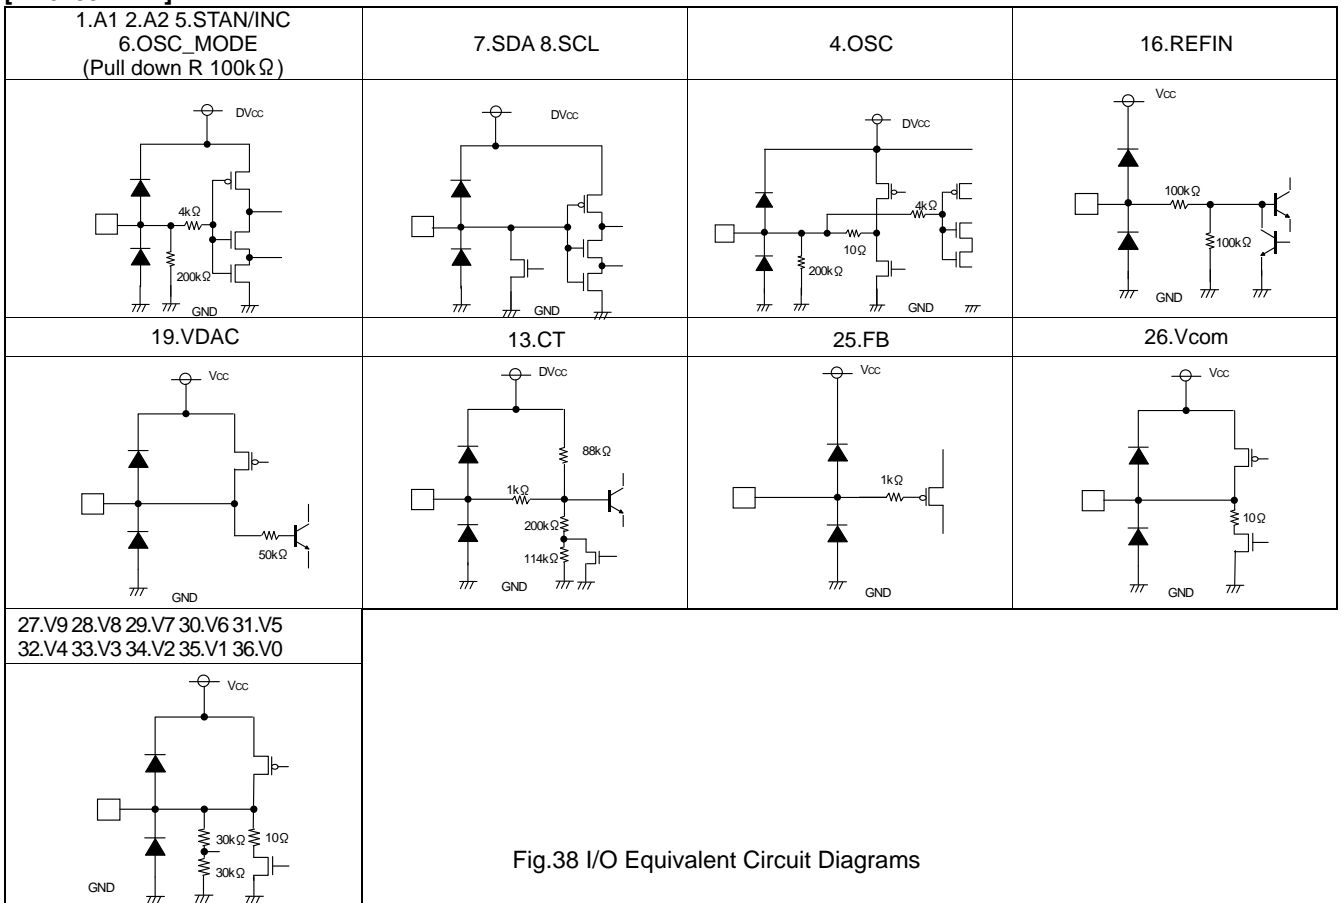 1.A1 2.A2 5.STAN/INC
6.OSC_MODE
(Pull down R 100kΩ)
7.SDA 8.SCL
4.OSC
16.REFIN
DVcc
4kΩ
200kΩ
GND
DVcc
GND
DVcc
4kΩ
10Ω
200kΩ
GND
Vcc
100kΩ
100kΩ
GND
19.VDAC
13.CT
25.FB
26.Vcom
Vcc
50kΩ
GND
DVcc
88kΩ
1kΩ
200kΩ
114kΩ
GND
Vcc
1kΩ
GND
Vcc
10Ω
GND
27.V9 28.V8 29.V7 30.V6 31.V5
32.V4 33.V3 34.V2 35.V1 36.V0
Vcc
30kΩ 10Ω
30kΩ
GND
Fig.38 I/O Equivalent Circuit Diagrams